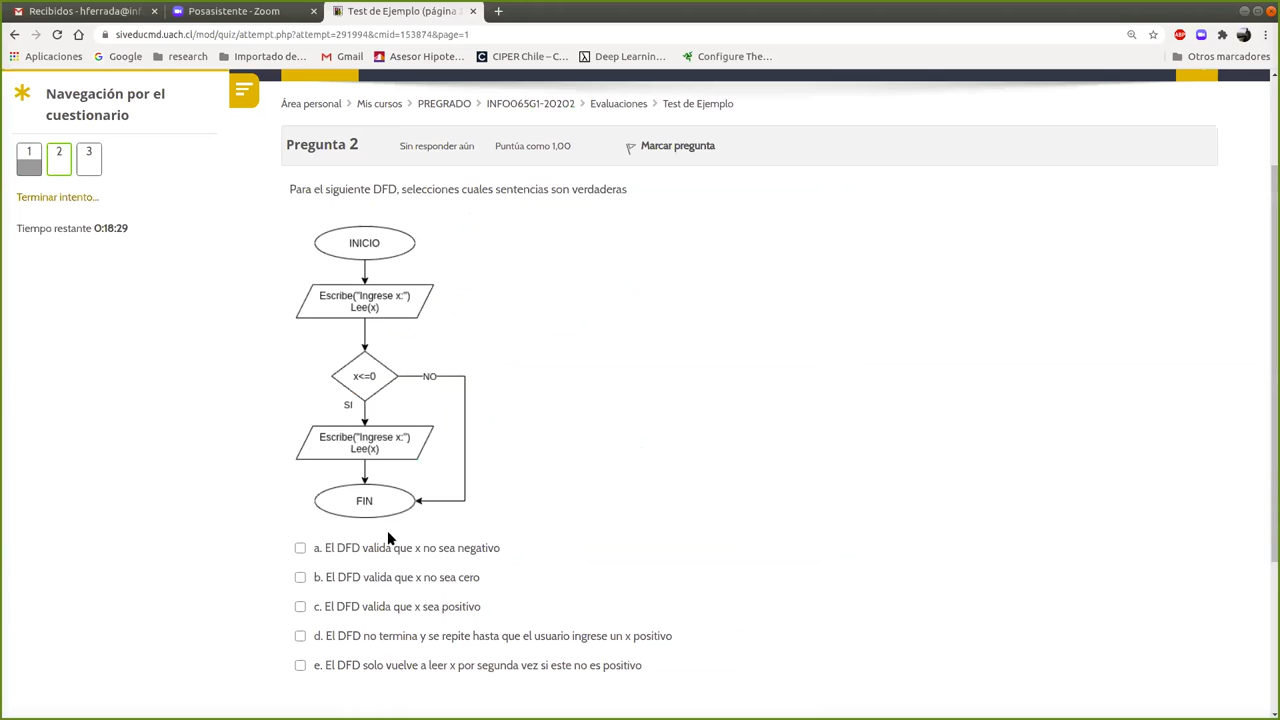 Recibidos - hferrada@inf
Posasistente - Zoom
Test de Ejemplo (página
siveducmd.uach.cl/mod/quiz/attempt.php?attempt=291994&cmid=153874&page=1
Aplicaciones
Google
research
Importado de…
Gmail
Asesor Hipote…
CIPER Chile – C…
Deep Learnin…
Configure The…
Otros marcadores
Navegación por el
cuestionario
1 2 3
Terminar intento...
Tiempo restante 0:18:29
Área personal > Mis cursos > PREGRADO > INFO065G1-20202 > Evaluaciones > Test de Ejemplo
Pregunta 2
Sin responder aún
Puntúa como 1,00
Marcar pregunta
Para el siguiente DFD, selecciones cuales sentencias son verdaderas
INICIO
Escribe("Ingrese x:")
Lee(x)
x<=0
NO
SI
Escribe("Ingrese x:")
Lee(x)
FIN
a. El DFD valida que x no sea negativo
b. El DFD valida que x no sea cero
c. El DFD valida que x sea positivo
d. El DFD no termina y se repite hasta que el usuario ingrese un x positivo
e. El DFD solo vuelve a leer x por segunda vez si este no es positivo